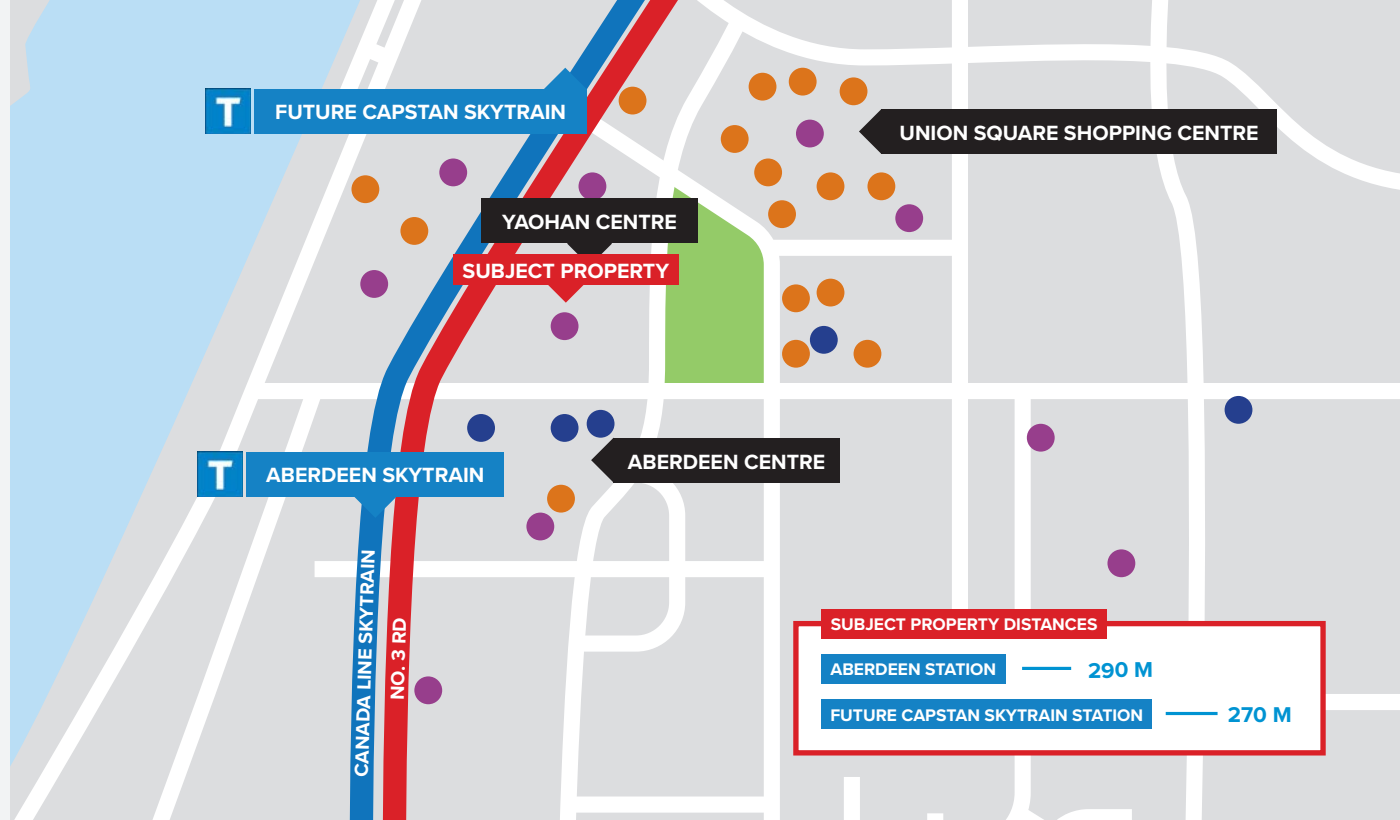 T FUTURE CAPSTAN SKYTRAIN
UNION SQUARE SHOPPING CENTRE
YAOHAN CENTRE
SUBJECT PROPERTY
ABERDEEN CENTRE
T ABERDEEN SKYTRAIN
CANADA LINE SKYTRAIN
NO. 3 RD
SUBJECT PROPERTY DISTANCES
ABERDEEN STATION 290 M
FUTURE CAPSTAN SKYTRAIN STATION 270 M